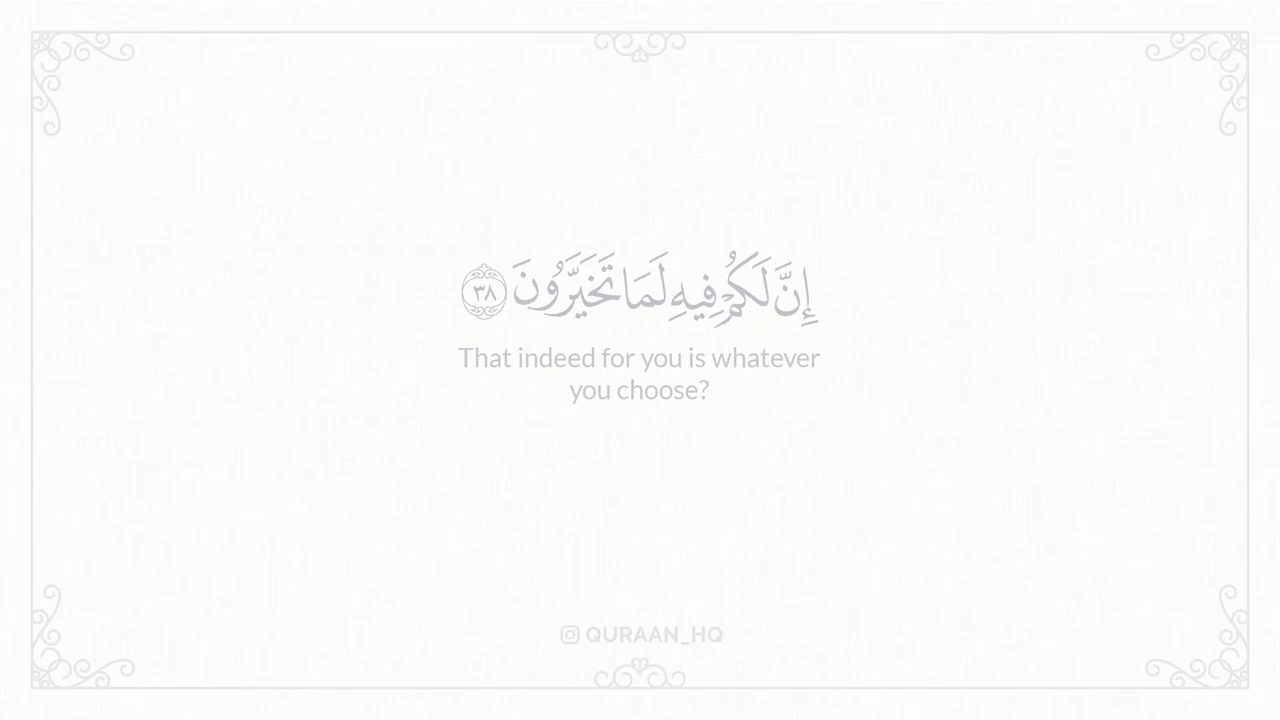 إِنَّ لَكُمْ فِيهِ لَمَا تَخَيَّرُونَ ٣٨
That indeed for you is whatever
you choose?
QURAAN_HQ